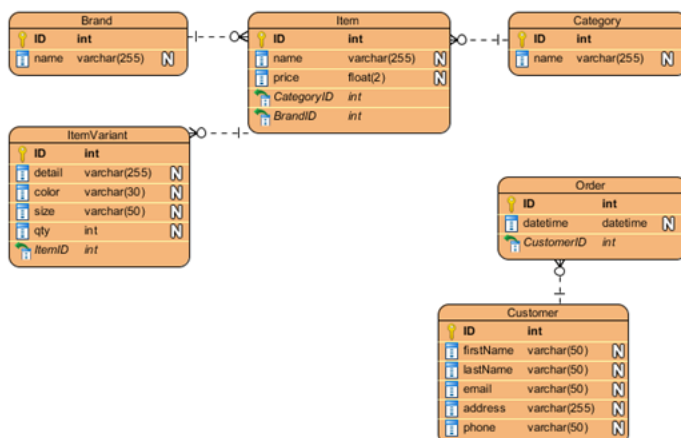 Brand
ID int
name varchar(255) N
Item
ID int
name varchar(255) N
price float(2) N
CategoryID int
BrandID int
Category
ID int
name varchar(255) N
ItemVariant
ID int
detail varchar(255) N
color varchar(30) N
size varchar(50) N
qty int N
ItemID int
Order
ID int
datetime datetime N
CustomerID int
Customer
ID int
firstName varchar(50) N
lastName varchar(50) N
email varchar(50) N
address varchar(255) N
phone varchar(50) N